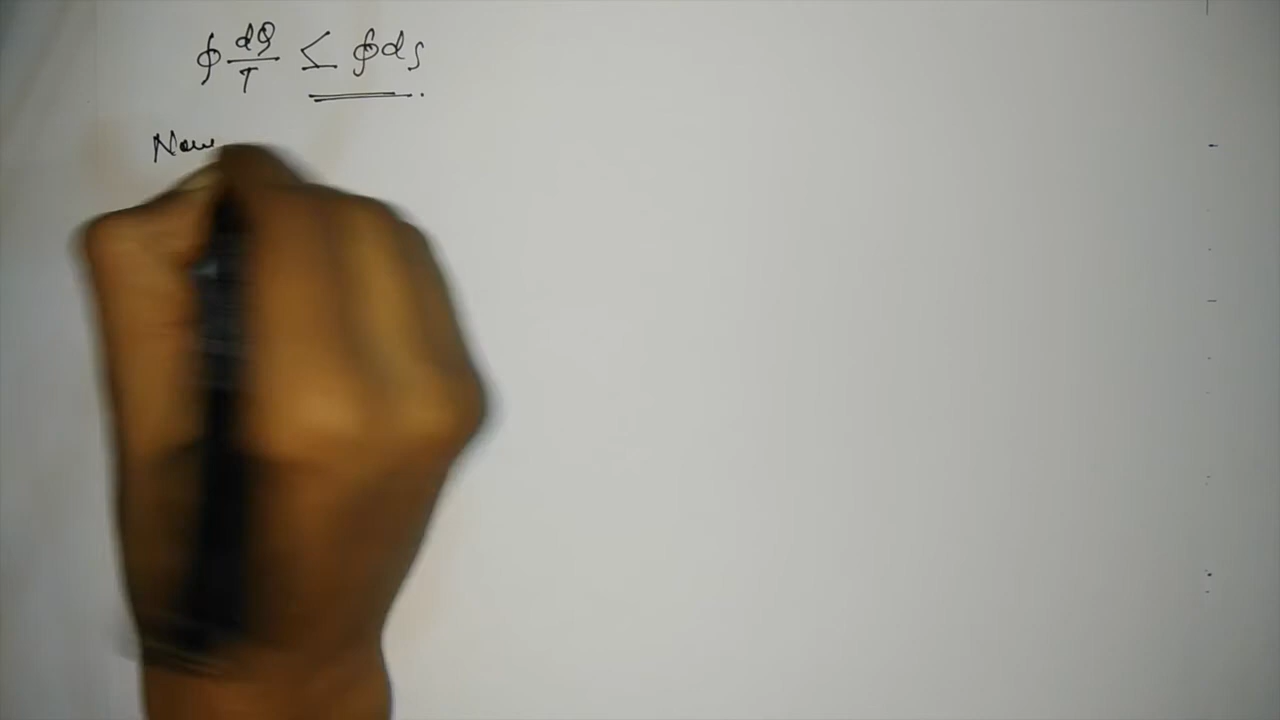 ∮ dQ/T ≤ ∮ds
Now